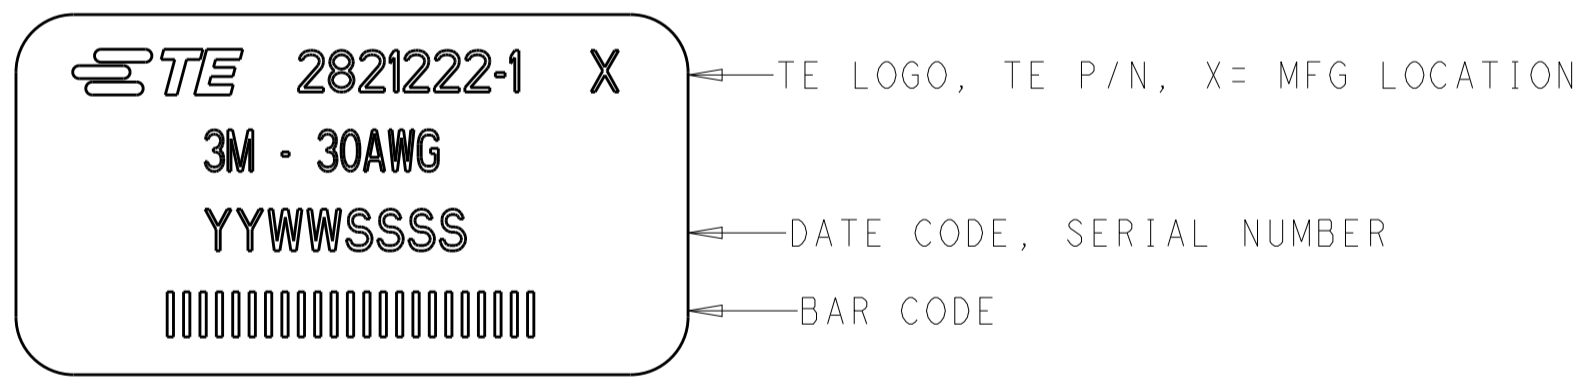 TE 2821222-1 X
TE LOGO, TE P/N, X= MFG LOCATION
3M - 30AWG
YYWWSSSS
DATE CODE, SERIAL NUMBER
BAR CODE